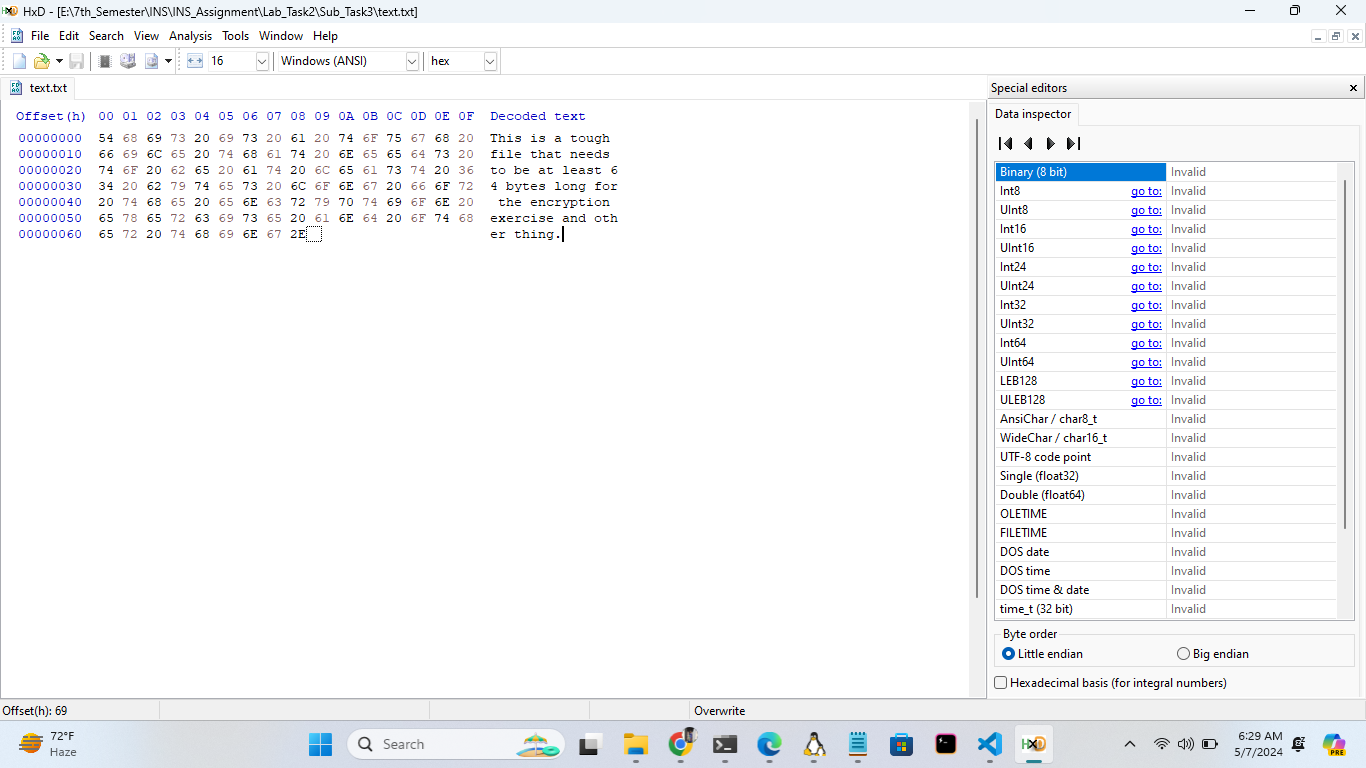 HxD - [E:\7th_Semester\INS\INS_Assignment\Lab_Task2\Sub_Task3\text.txt]
File Edit Search View Analysis Tools Window Help
16 Windows (ANSI) hex
text.txt
Special editors
Data inspector
Offset(h) 00 01 02 03 04 05 06 07 08 09 0A 0B 0C 0D 0E 0F Decoded text
00000000 54 68 69 73 20 69 73 20 61 20 74 6F 75 67 68 20 This is a tough
00000010 66 69 6C 65 20 74 68 61 74 20 6E 65 65 64 73 20 file that needs
00000020 74 6F 20 62 65 20 61 74 20 6C 65 61 73 74 20 36 to be at least 6
00000030 34 20 62 79 74 65 73 20 6C 6F 6E 67 20 66 6F 72 4 bytes long for
00000040 20 74 68 65 20 65 6E 63 72 79 70 74 69 6F 6E 20 the encryption
00000050 65 78 65 72 63 69 73 65 20 61 6E 64 20 6F 74 68 exercise and oth
00000060 65 72 20 74 68 69 6E 67 2E er thing.
Binary (8 bit) Invalid
Int8 go to: Invalid
UInt8 go to: Invalid
Int16 go to: Invalid
UInt16 go to: Invalid
Int24 go to: Invalid
UInt24 go to: Invalid
Int32 go to: Invalid
UInt32 go to: Invalid
Int64 go to: Invalid
UInt64 go to: Invalid
LEB128 go to: Invalid
ULEB128 go to: Invalid
AnsiChar / char8_t Invalid
WideChar / char16_t Invalid
UTF-8 code point Invalid
Single (float32) Invalid
Double (float64) Invalid
OLETIME Invalid
FILETIME Invalid
DOS date Invalid
DOS time Invalid
DOS time & date Invalid
time_t (32 bit) Invalid
Byte order
Little endian Big endian
Hexadecimal basis (for integral numbers)
Offset(h): 69 Overwrite
72°F
Haze
Search
6:29 AM
5/7/2024
PRE